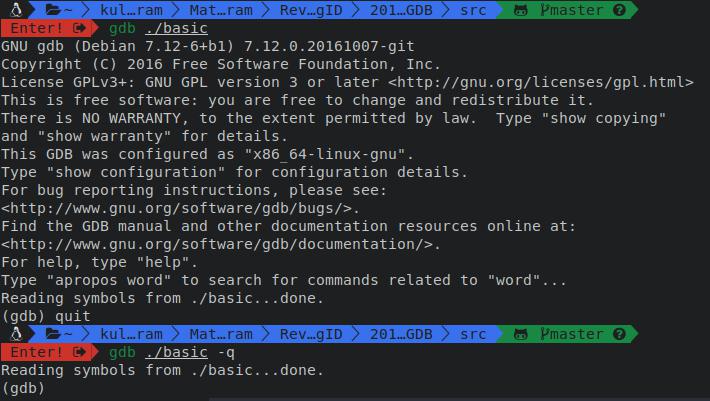 ~ kul…ram Mat…ram Rev…gID 201…GDB src master ?
Enter! gdb ./basic
GNU gdb (Debian 7.12-6+b1) 7.12.0.20161007-git
Copyright (C) 2016 Free Software Foundation, Inc.
License GPLv3+: GNU GPL version 3 or later <http://gnu.org/licenses/gpl.html>
This is free software: you are free to change and redistribute it.
There is NO WARRANTY, to the extent permitted by law.  Type "show copying"
and "show warranty" for details.
This GDB was configured as "x86_64-linux-gnu".
Type "show configuration" for configuration details.
For bug reporting instructions, please see:
<http://www.gnu.org/software/gdb/bugs/>.
Find the GDB manual and other documentation resources online at:
<http://www.gnu.org/software/gdb/documentation/>.
For help, type "help".
Type "apropos word" to search for commands related to "word"...
Reading symbols from ./basic...done.
(gdb) quit
~ kul…ram Mat…ram Rev…gID 201…GDB src master ?
Enter! gdb ./basic -q
Reading symbols from ./basic...done.
(gdb)